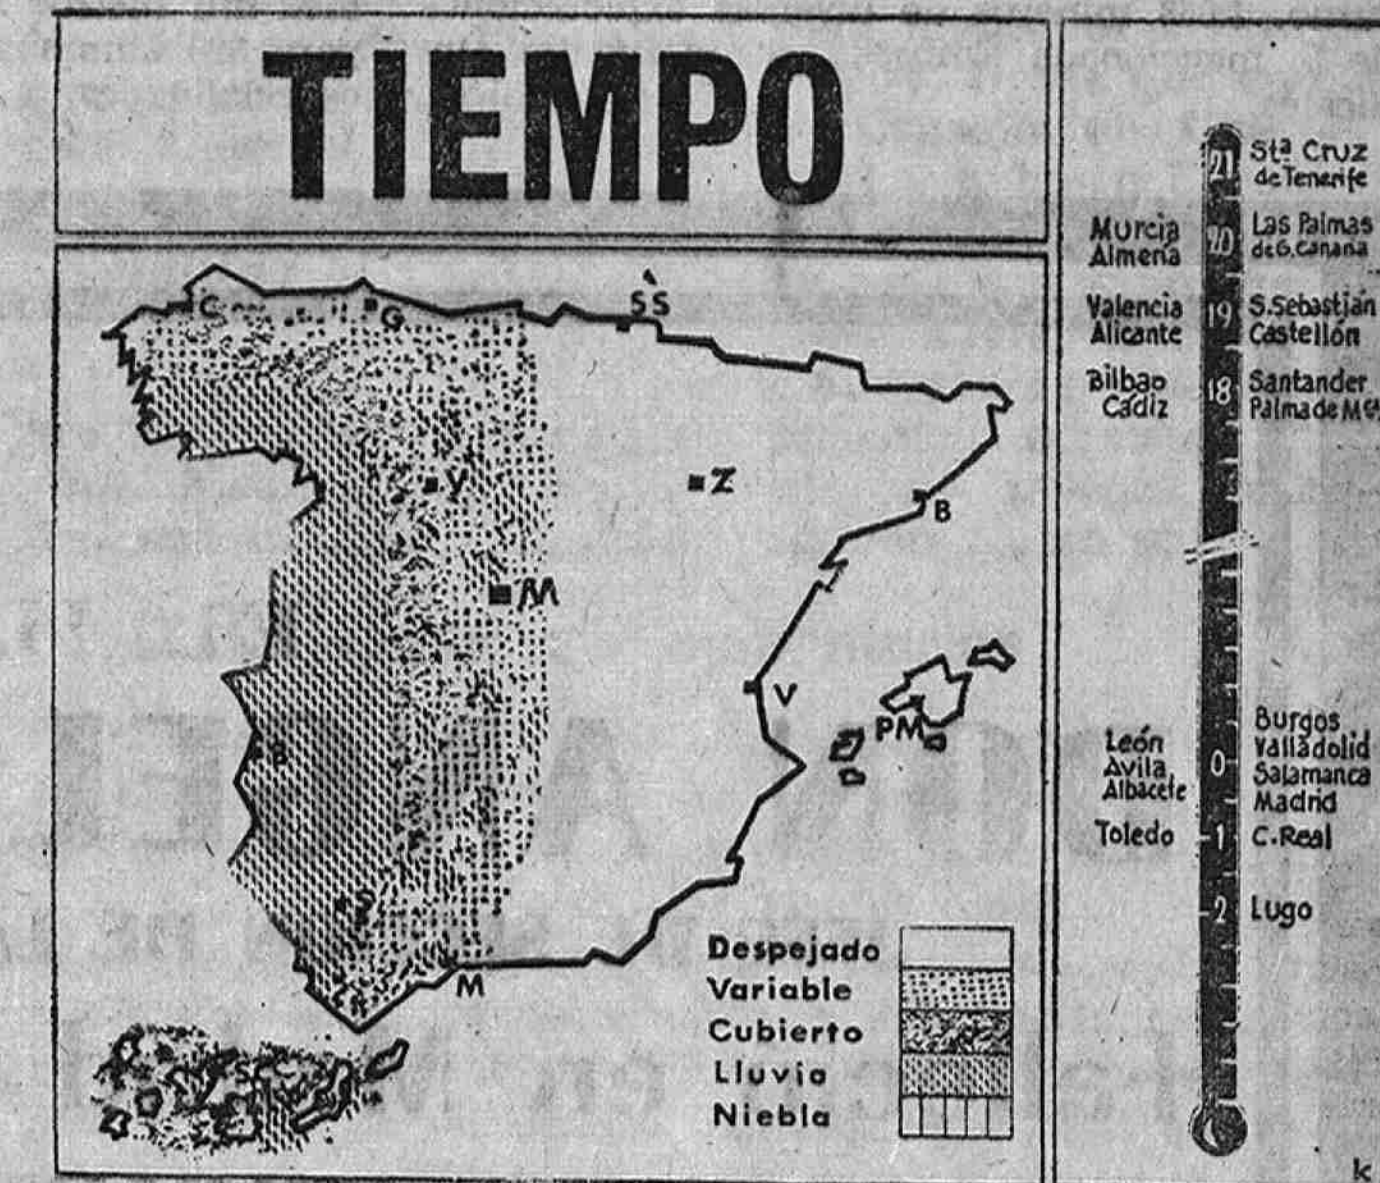 TIEMPO
C
G
SS
V
Z
B
M
V
PM
B
S
M
SC
Despejado
Variable
Cubierto
Lluvia
Niebla
21 Stª Cruz
de Tenerife
Murcia 20 Las Palmas
Almería de G. Canaria
Valencia 19 S. Sebastián
Alicante Castellón
Bilbao 18 Santander
Cádiz Palma de Mª
Burgos
León Valladolid
Avila 0 Salamanca
Albacete Madrid
Toledo -1 C. Real
-2 Lugo
k